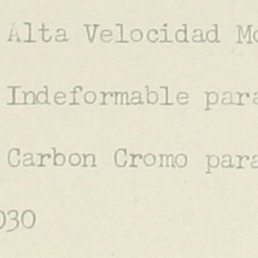 Alta Velocidad Mo
Indeformable para
Carbon Cromo para
030